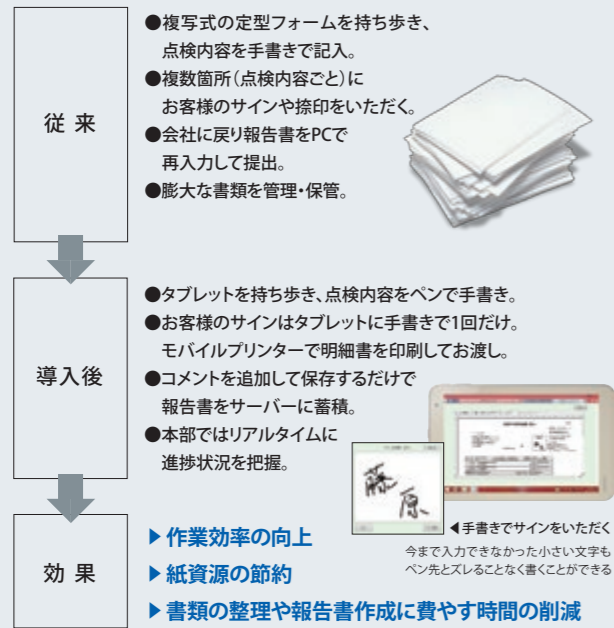 従 来
●複写式の定型フォームを持ち歩き、
点検内容を手書きで記入。
●複数箇所(点検内容ごと)に
お客様のサインや捺印をいただく。
●会社に戻り報告書をPCで
再入力して提出。
●膨大な書類を管理・保管。
導入後
●タブレットを持ち歩き、点検内容をペンで手書き。
●お客様のサインはタブレットに手書きで1回だけ。
モバイルプリンターで明細書を印刷してお渡し。
●コメントを追加して保存するだけで
報告書をサーバーに蓄積。
●本部ではリアルタイムに
進捗状況を把握。
藤原
◀手書きでサインをいただく
今まで入力できなかった小さい文字も
ペン先とズレることなく書くことができる
効 果
▶作業効率の向上
▶紙資源の節約
▶書類の整理や報告書作成に費やす時間の削減